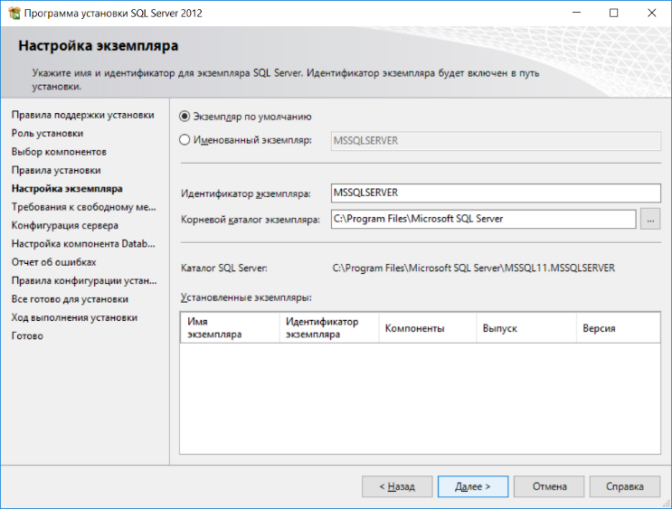 Программа установки SQL Server 2012
Настройка экземпляра
Укажите имя и идентификатор для экземпляра SQL Server. Идентификатор экземпляра будет включен в путь
установки.
Правила поддержки установки
Роль установки
Выбор компонентов
Правила установки
Настройка экземпляра
Требования к свободному ме...
Конфигурация сервера
Настройка компонента Datab...
Отчет об ошибках
Правила конфигурации устан...
Все готово для установки
Ход выполнения установки
Готово
Экземпляр по умолчанию
Именованный экземпляр: MSSQLSERVER
Идентификатор экземпляра: MSSQLSERVER
Корневой каталог экземпляра: C:\Program Files\Microsoft SQL Server ...
Каталог SQL Server: C:\Program Files\Microsoft SQL Server\MSSQL11.MSSQLSERVER
Установленные экземпляры:
Имя экземпляра Идентификатор экземпляра Компоненты Выпуск Версия
< Назад Далее > Отмена Справка